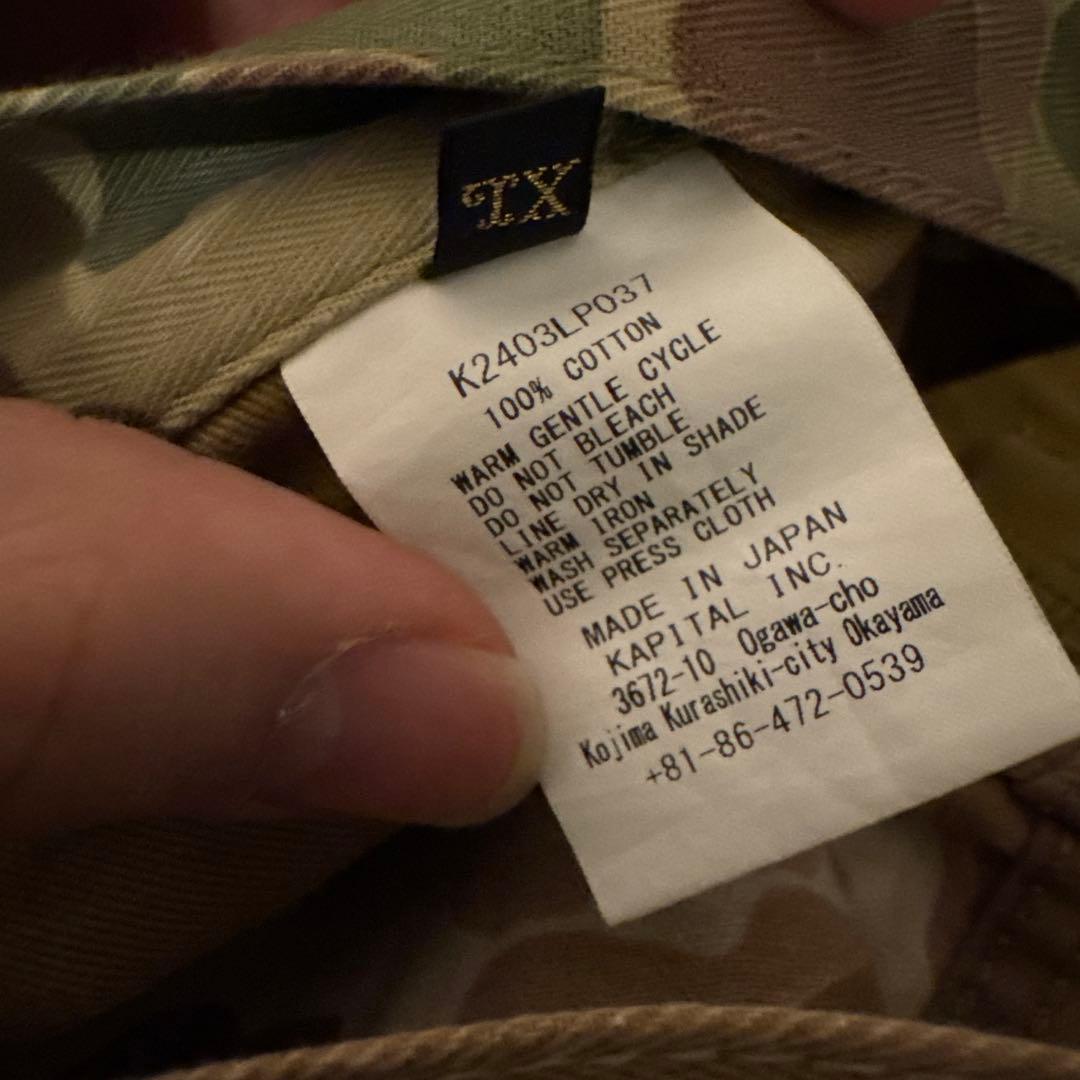 XL
K2403LP037
100% COTTON
WARM GENTLE CYCLE
DO NOT BLEACH
DO NOT TUMBLE
LINE DRY IN SHADE
WARM IRON
WASH SEPARATELY
USE PRESS CLOTH
MADE IN JAPAN
KAPITAL INC.
3672-10 Ogawa-cho
Kojima Kurashiki-city Okayama
+81-86-472-0539